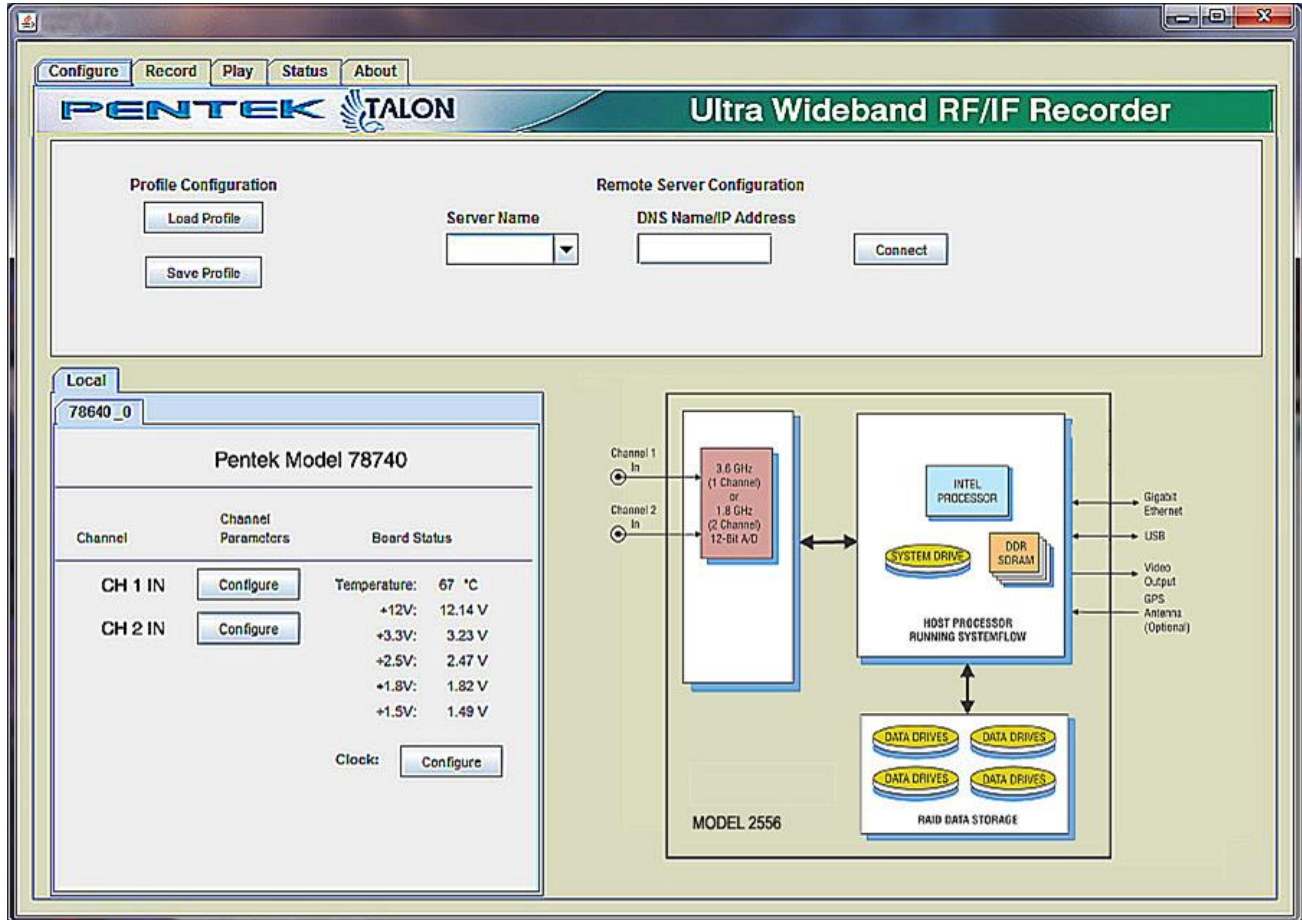 Configure Record Play Status About
PENTEK TALON Ultra Wideband RF/IF Recorder
Profile Configuration
Load Profile
Save Profile
Remote Server Configuration
Server Name DNS Name/IP Address
Connect
Local
78640_0
Pentek Model 78740
Channel
Channel
Parameters
Board Status
CH 1 IN Configure
CH 2 IN Configure
Temperature: 67 °C
+12V: 12.14 V
+3.3V: 3.23 V
+2.5V: 2.47 V
+1.8V: 1.82 V
+1.5V: 1.49 V
Clock: Configure
Channel 1
In
Channel 2
In
3.6 GHz
(1 Channel)
or
1.8 GHz
(2 Channel)
12-Bit A/D
INTEL
PROCESSOR
SYSTEM DRIVE
DDR
SDRAM
HOST PROCESSOR
RUNNING SYSTEMFLOW
Gigabit
Ethernet
USB
Video
Output
GPS
Antenna
(Optional)
DATA DRIVES DATA DRIVES
DATA DRIVES DATA DRIVES
RAID DATA STORAGE
MODEL 2556